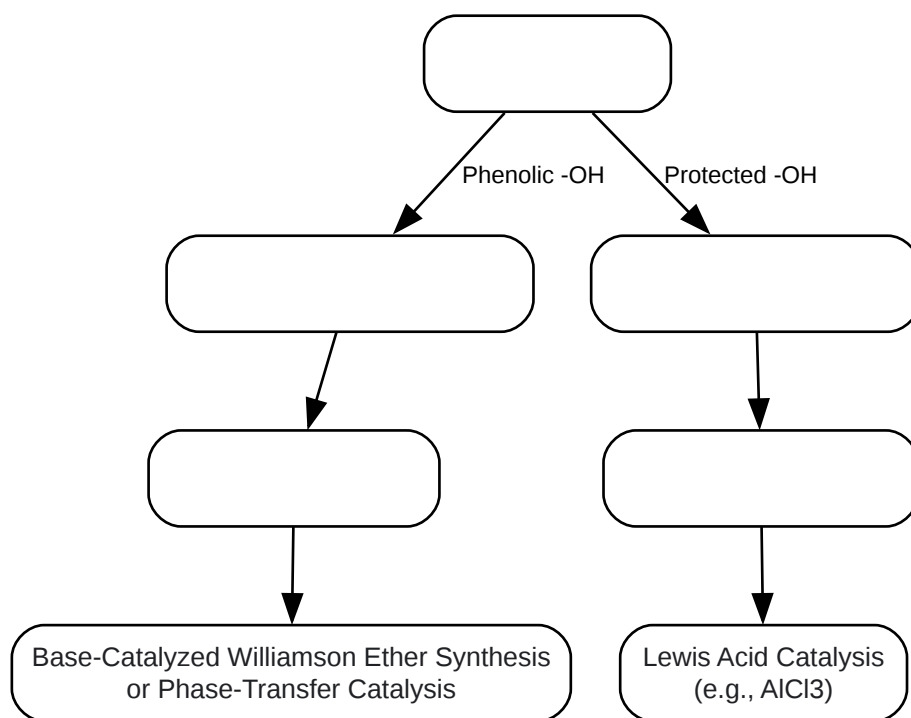 Phenolic -OH
Protected -OH
Base-Catalyzed Williamson Ether Synthesis
or Phase-Transfer Catalysis
Lewis Acid Catalysis
(e.g., AlCl3)